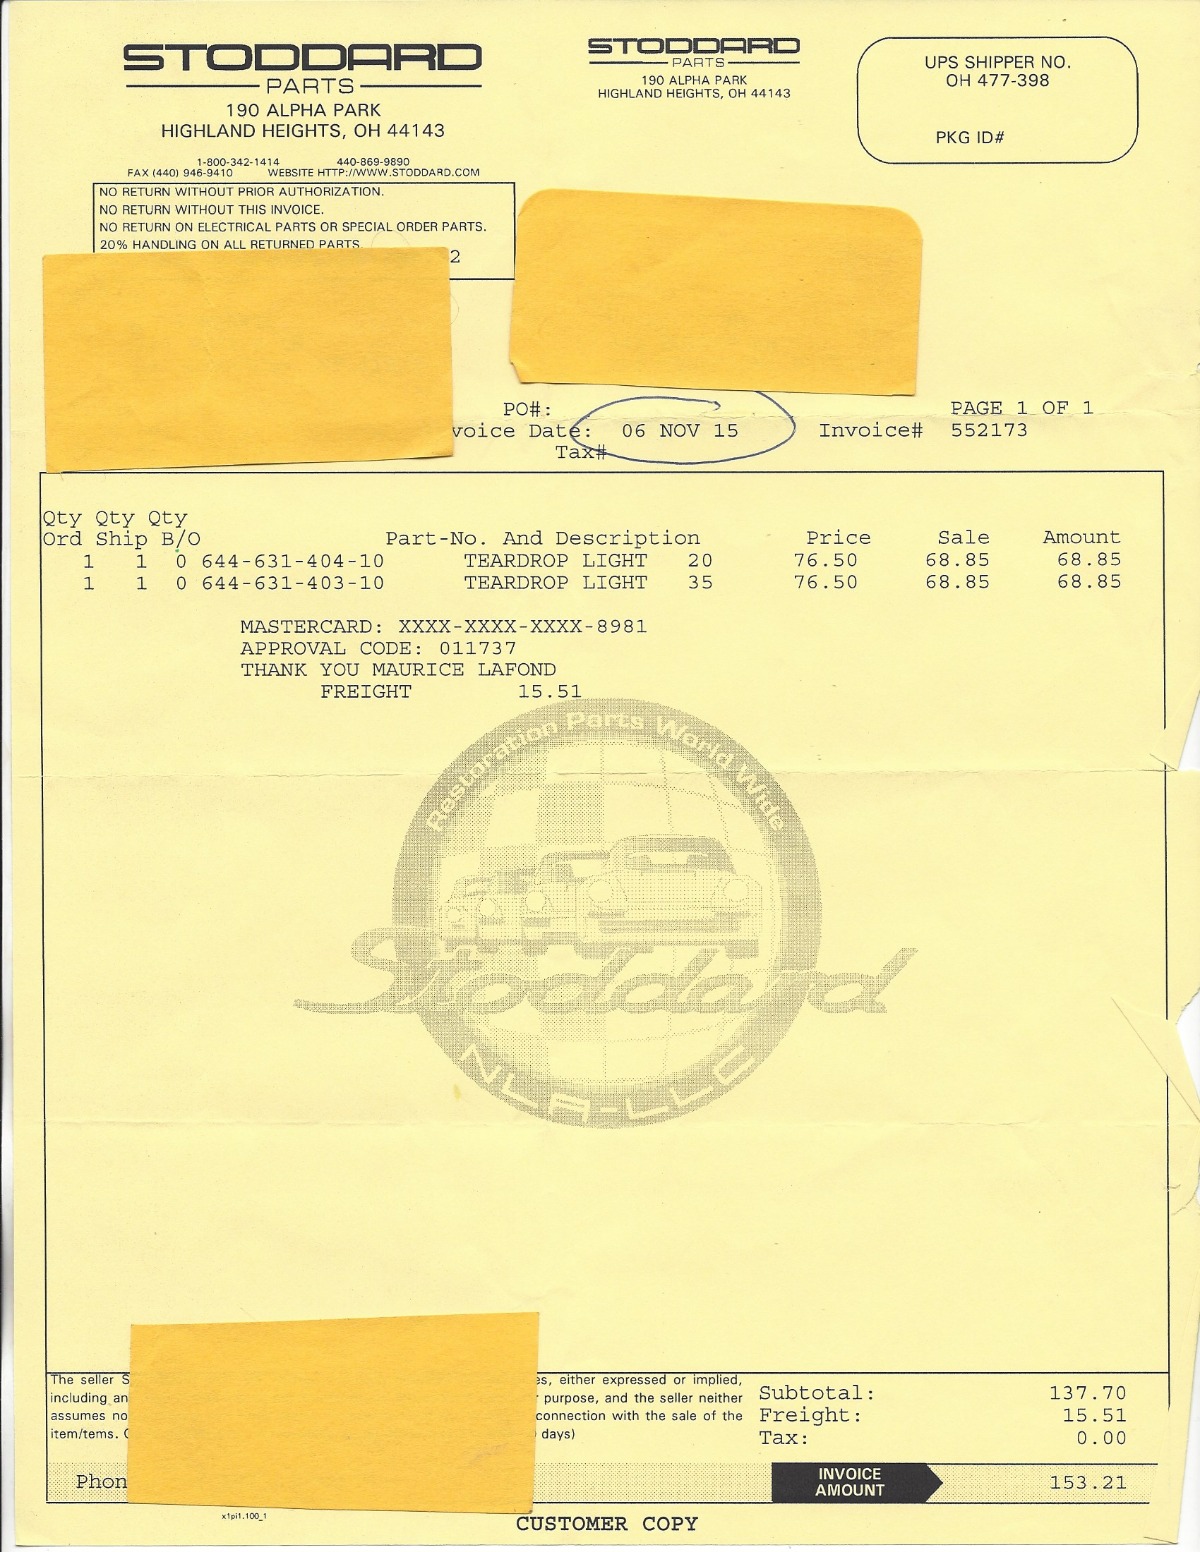 STODDARD
PARTS
190 ALPHA PARK
HIGHLAND HEIGHTS, OH 44143
1-800-342-1414 440-869-9890
FAX (440) 946-9410 WEBSITE HTTP://WWW.STODDARD.COM
STODDARD
PARTS
190 ALPHA PARK
HIGHLAND HEIGHTS, OH 44143
UPS SHIPPER NO.
OH 477-398
PKG ID#
NO RETURN WITHOUT PRIOR AUTHORIZATION.
NO RETURN WITHOUT THIS INVOICE.
NO RETURN ON ELECTRICAL PARTS OR SPECIAL ORDER PARTS.
20% HANDLING ON ALL RETURNED PARTS.
2
PO#: PAGE 1 OF 1
voice Date: 06 NOV 15 Invoice# 552173
Tax#
Qty Qty Qty
Ord Ship B/O Part-No. And Description Price Sale Amount
1 1 0 644-631-404-10 TEARDROP LIGHT 20 76.50 68.85 68.85
1 1 0 644-631-403-10 TEARDROP LIGHT 35 76.50 68.85 68.85
MASTERCARD: XXXX-XXXX-XXXX-8981
APPROVAL CODE: 011737
THANK YOU MAURICE LAFOND
FREIGHT 15.51
Restoration Parts World Wide
Stoddard
NLA-LLC
The seller S es, either expressed or implied,
including an purpose, and the seller neither
assumes no connection with the sale of the
item/tems. days)
Subtotal: 137.70
Freight: 15.51
Tax: 0.00
Phon
INVOICE
AMOUNT 153.21
x1pi1.100_1
CUSTOMER COPY